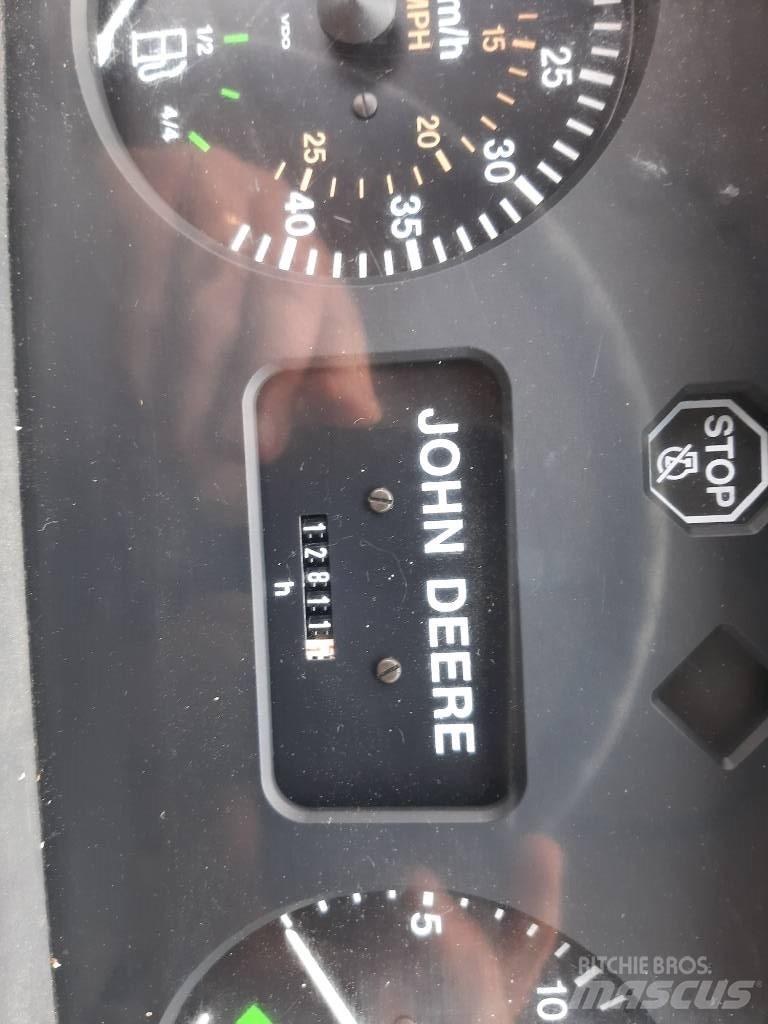 1/2
4/4
VDO
km/h
MPH
15
20
25
25
30
35
40
JOHN DEERE
12811
h
STOP
5
10
RITCHIE BROS.
MASCUS